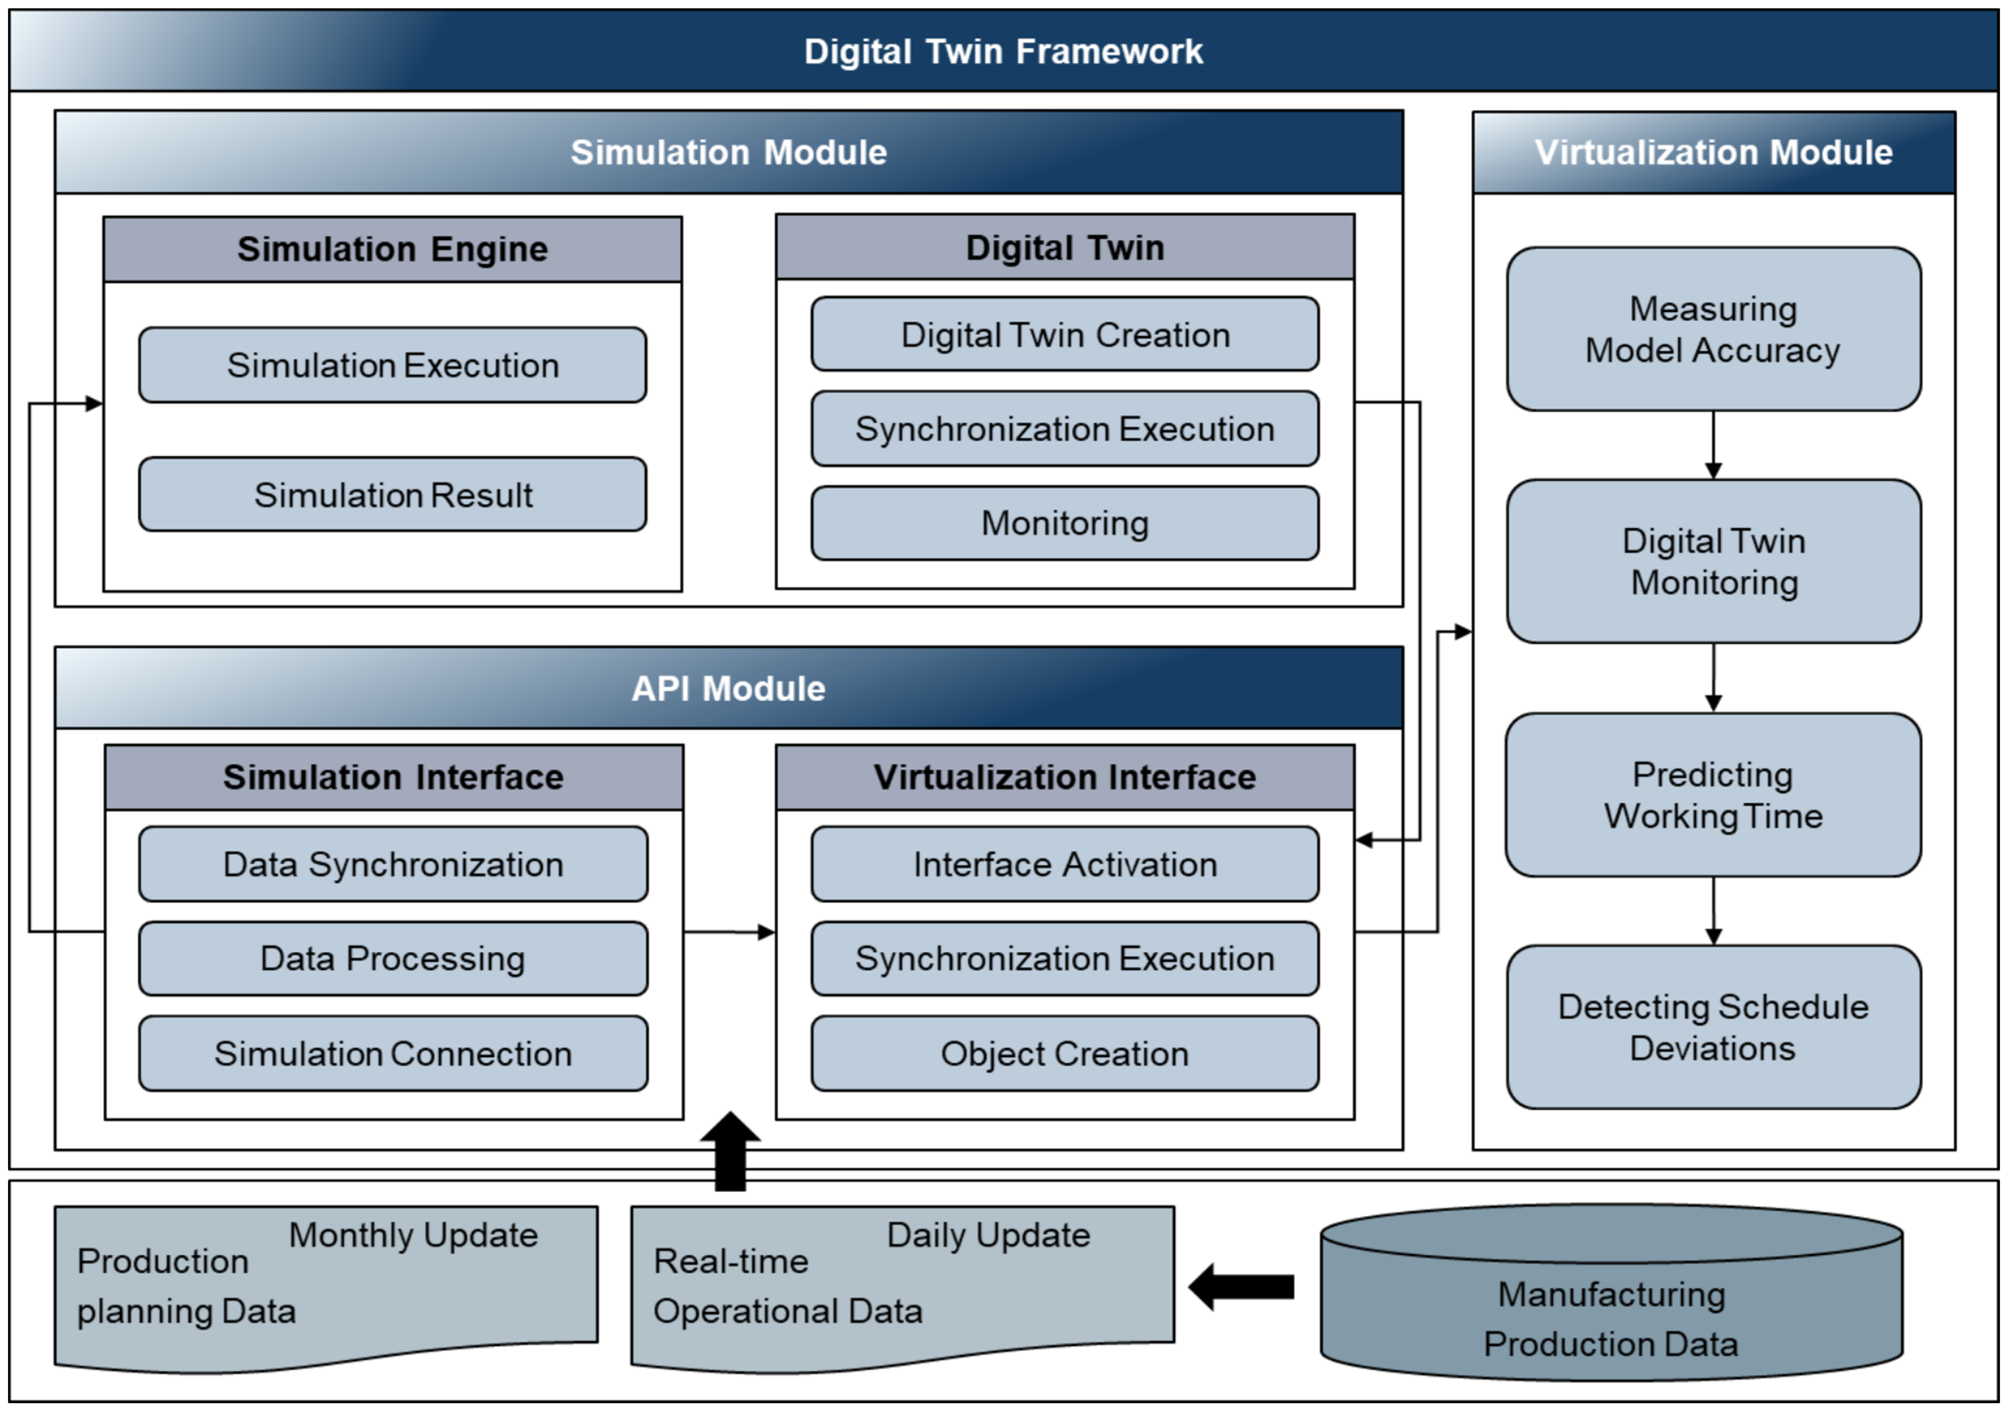 Digital Twin Framework
Simulation Module
Simulation Engine
Simulation Execution
Simulation Result
Digital Twin
Digital Twin Creation
Synchronization Execution
Monitoring
API Module
Simulation Interface
Data Synchronization
Data Processing
Simulation Connection
Virtualization Interface
Interface Activation
Synchronization Execution
Object Creation
Virtualization Module
Measuring
Model Accuracy
Digital Twin
Monitoring
Predicting
Working Time
Detecting Schedule
Deviations
Monthly Update
Production
planning Data
Daily Update
Real-time
Operational Data
Manufacturing
Production Data